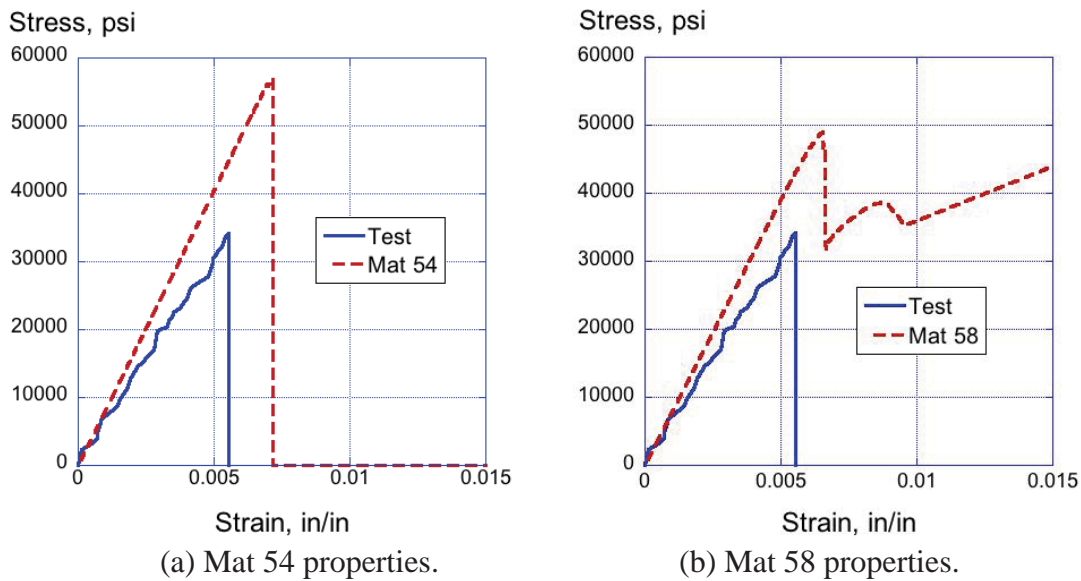 Stress, psi
60000
50000
40000
30000
20000
10000
0
0
0.005
0.01
0.015
Test
Mat 54
Strain, in/in
(a) Mat 54 properties.
Stress, psi
60000
50000
40000
30000
20000
10000
0
0
0.005
0.01
0.015
Test
Mat 58
Strain, in/in
(b) Mat 58 properties.